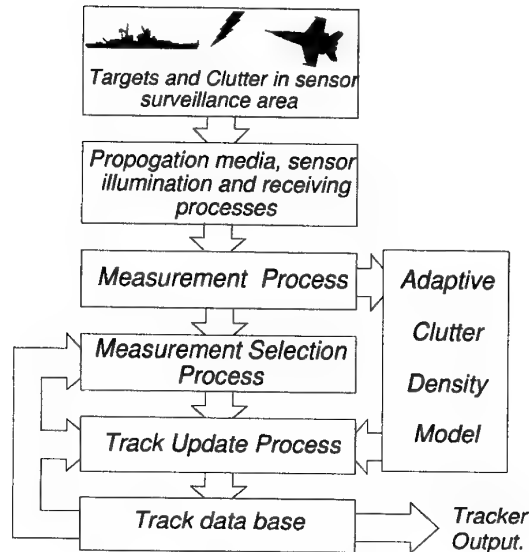 Targets and Clutter in sensor
surveillance area
Propogation media, sensor
illumination and receiving
processes
Measurement Process
Adaptive
Clutter
Density
Model
Measurement Selection
Process
Track Update Process
Track data base
Tracker
Output.